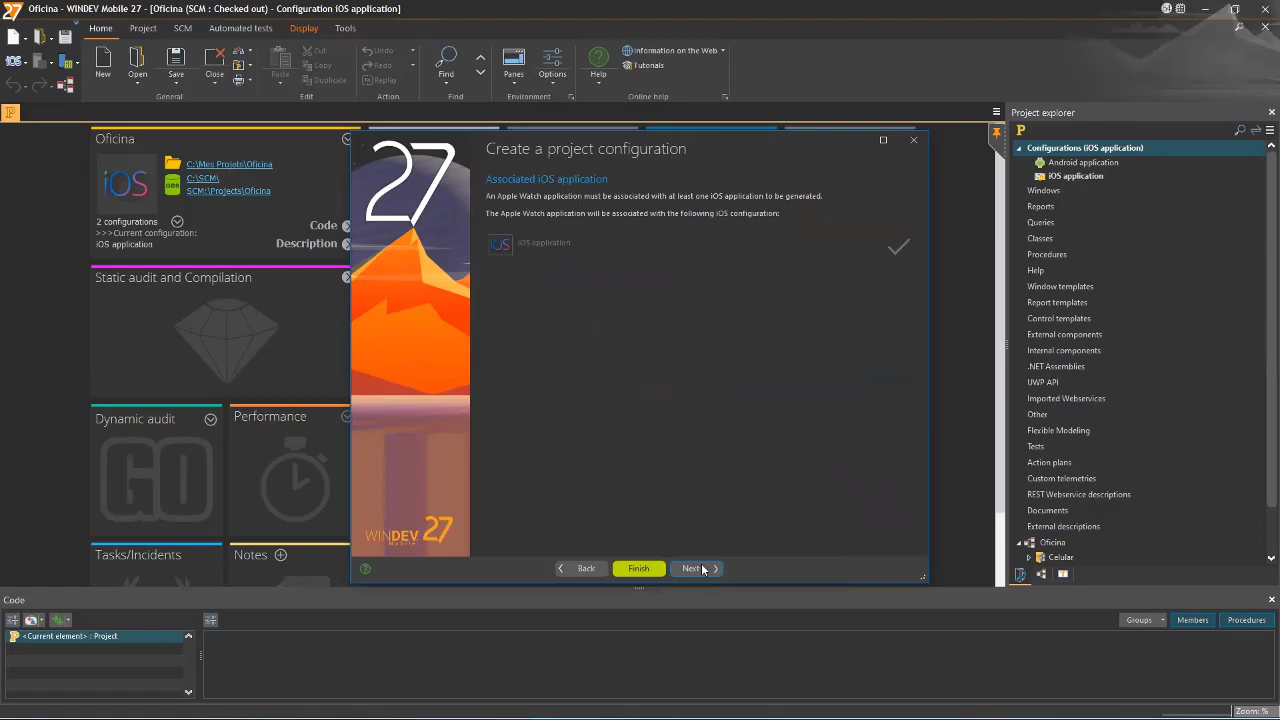 27 Oficina - WINDEV Mobile 27 - [Oficina (SCM : Checked out) - Configuration iOS application]
Home Project SCM Automated tests Display Tools
New Open Save Close
General
Paste
Cut
Copy
Duplicate
Edit
Undo
Redo
Replay
Action
Find
Find
Panes Options
Environment
Help
Information on the Web
Tutorials
Online help
Oficina
iOS
C:\Mes Projets\Oficina
C:\SCM\
SCM:\Projects\Oficina
2 configurations
>>>Current configuration:
iOS application
Code
Description
Static audit and Compilation
Dynamic audit
GO
Performance
Tasks/Incidents
Notes
27
WINDEV 27
Mobile
Create a project configuration
Associated iOS application
An Apple Watch application must be associated with at least one iOS application to be generated.
The Apple Watch application will be associated with the following iOS configuration:
iOS iOS application
Back Finish Next
Project explorer
Configurations (iOS application)
Android application
iOS application
Windows
Reports
Queries
Classes
Procedures
Help
Window templates
Report templates
Control templates
External components
Internal components
.NET Assemblies
UWP API
Imported Webservices
Other
Flexible Modeling
Tests
Action plans
Custom telemetries
REST Webservice descriptions
Documents
External descriptions
Oficina
Celular
Code
<Current element> : Project
Groups Members Procedures
Zoom: %